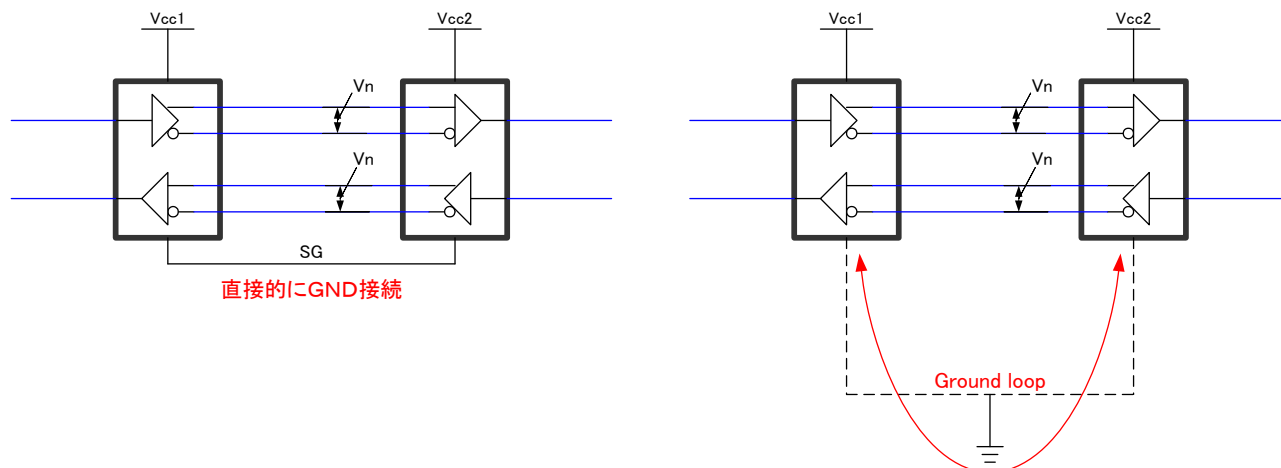 Vcc1
Vcc2
Vn
Vn
SG
直接的にGND接続
Vcc1
Vcc2
Vn
Vn
Ground loop